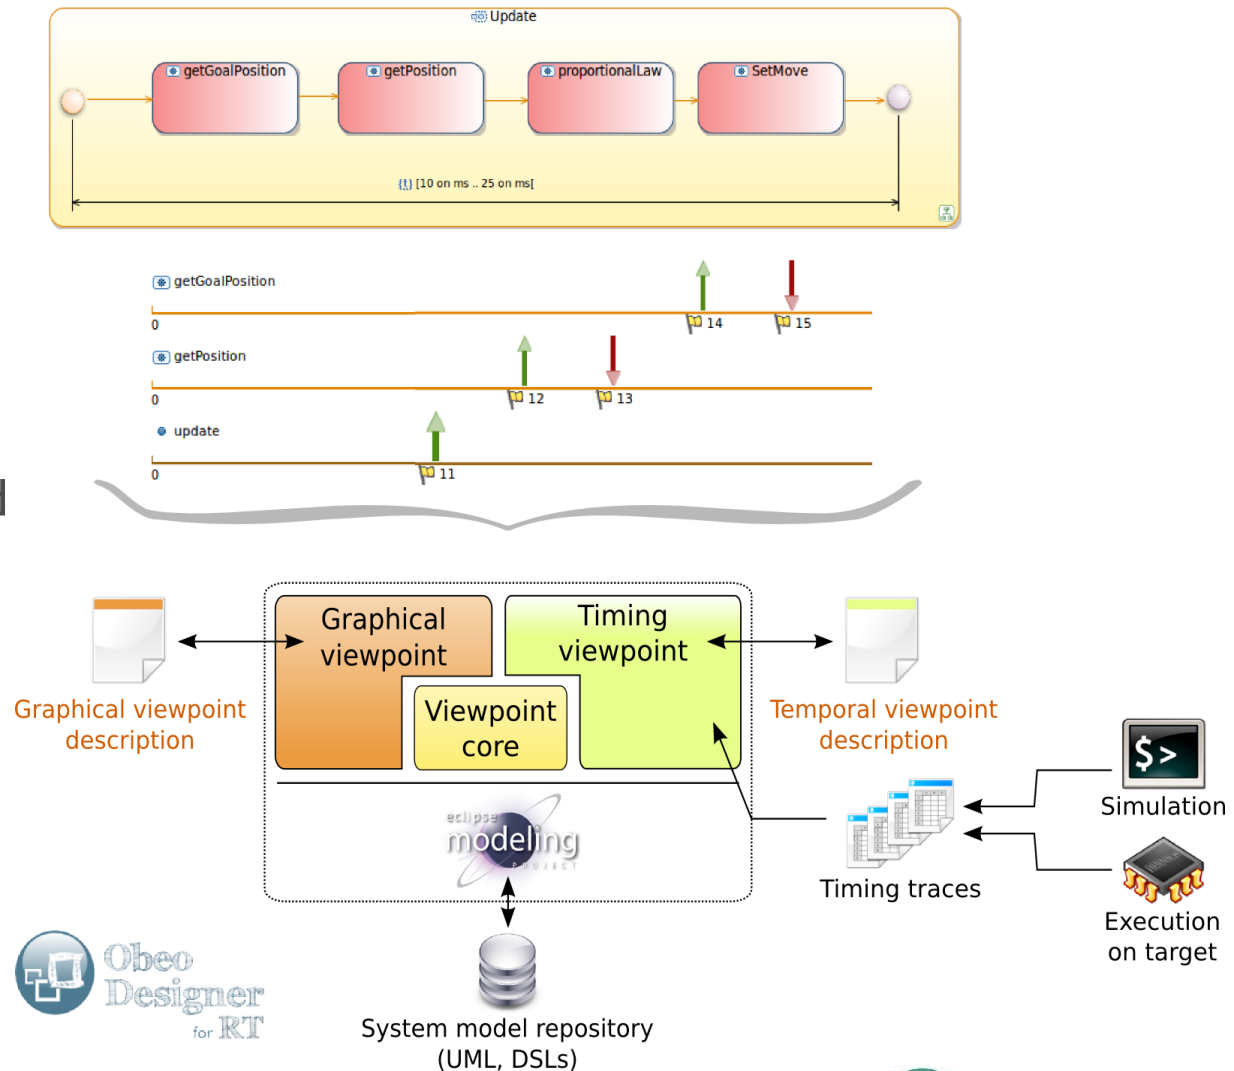 Update
getGoalPosition
getPosition
proportionalLaw
SetMove
{!} [10 on ms .. 25 on ms[
getGoalPosition
0
14
15
getPosition
0
12
13
update
0
11
Graphical
viewpoint
Timing
viewpoint
Viewpoint
core
Graphical viewpoint
description
Temporal viewpoint
description
$>
Simulation
eclipse
modeling
PROJECT
Timing traces
Execution
on target
Obeo
Designer
for RT
System model repository
(UML, DSLs)